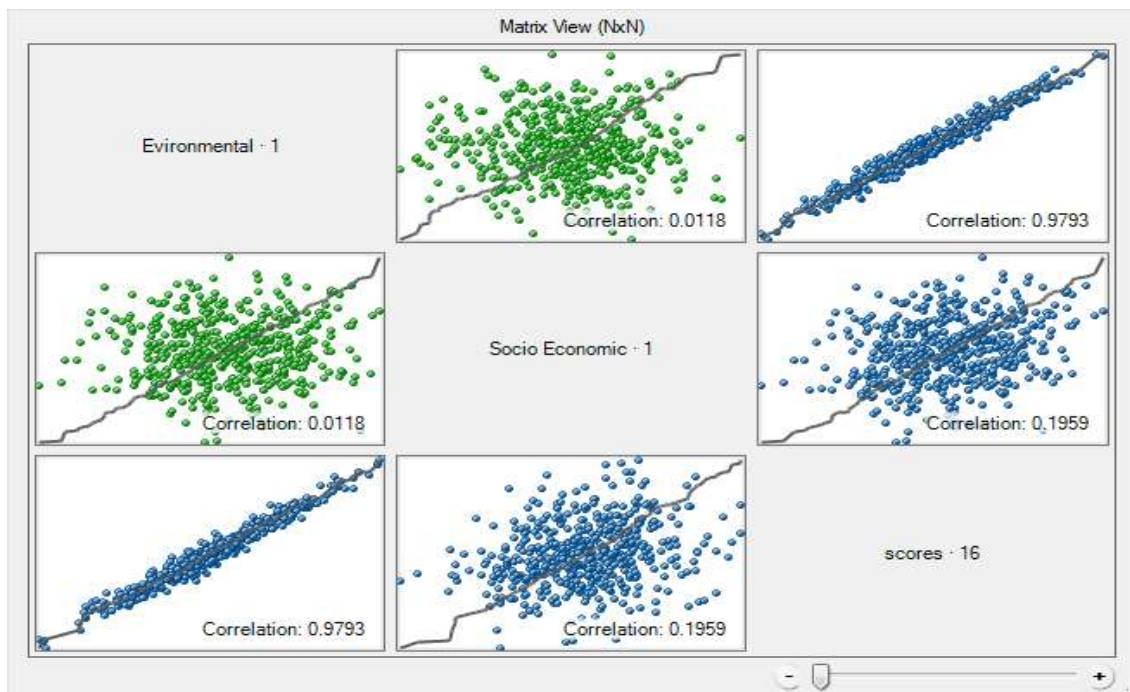 Matrix View (NxN)
Evironmental · 1
Correlation: 0.0118
Correlation: 0.9793
Correlation: 0.0118
Socio Economic · 1
Correlation: 0.1959
Correlation: 0.9793
Correlation: 0.1959
scores · 16
- +